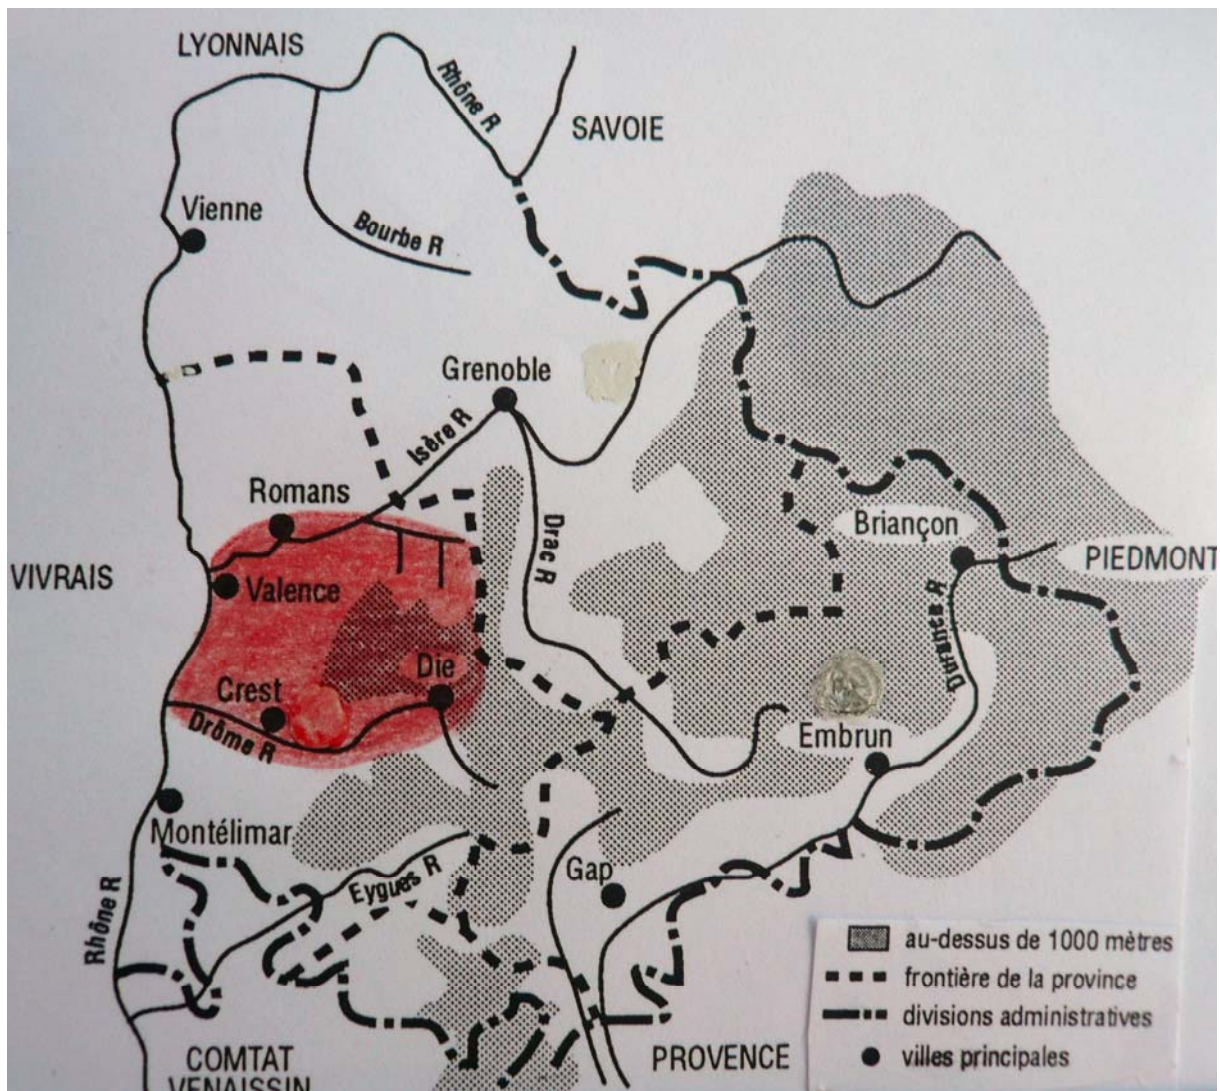 LYONNAIS
Rhône R
SAVOIE
Vienne
Bourbe R
Grenoble
Isère R
Romans
Drac R
Briançon
VIVRAIS
Valence
PIEDMONT
Durance R
Die
Crest
Drôme R
Embrun
Montélimar
Gap
Eygues R
Rhône R
au-dessus de 1000 mètres
frontière de la province
divisions administratives
villes principales
COMTAT
VENAISSIN
PROVENCE